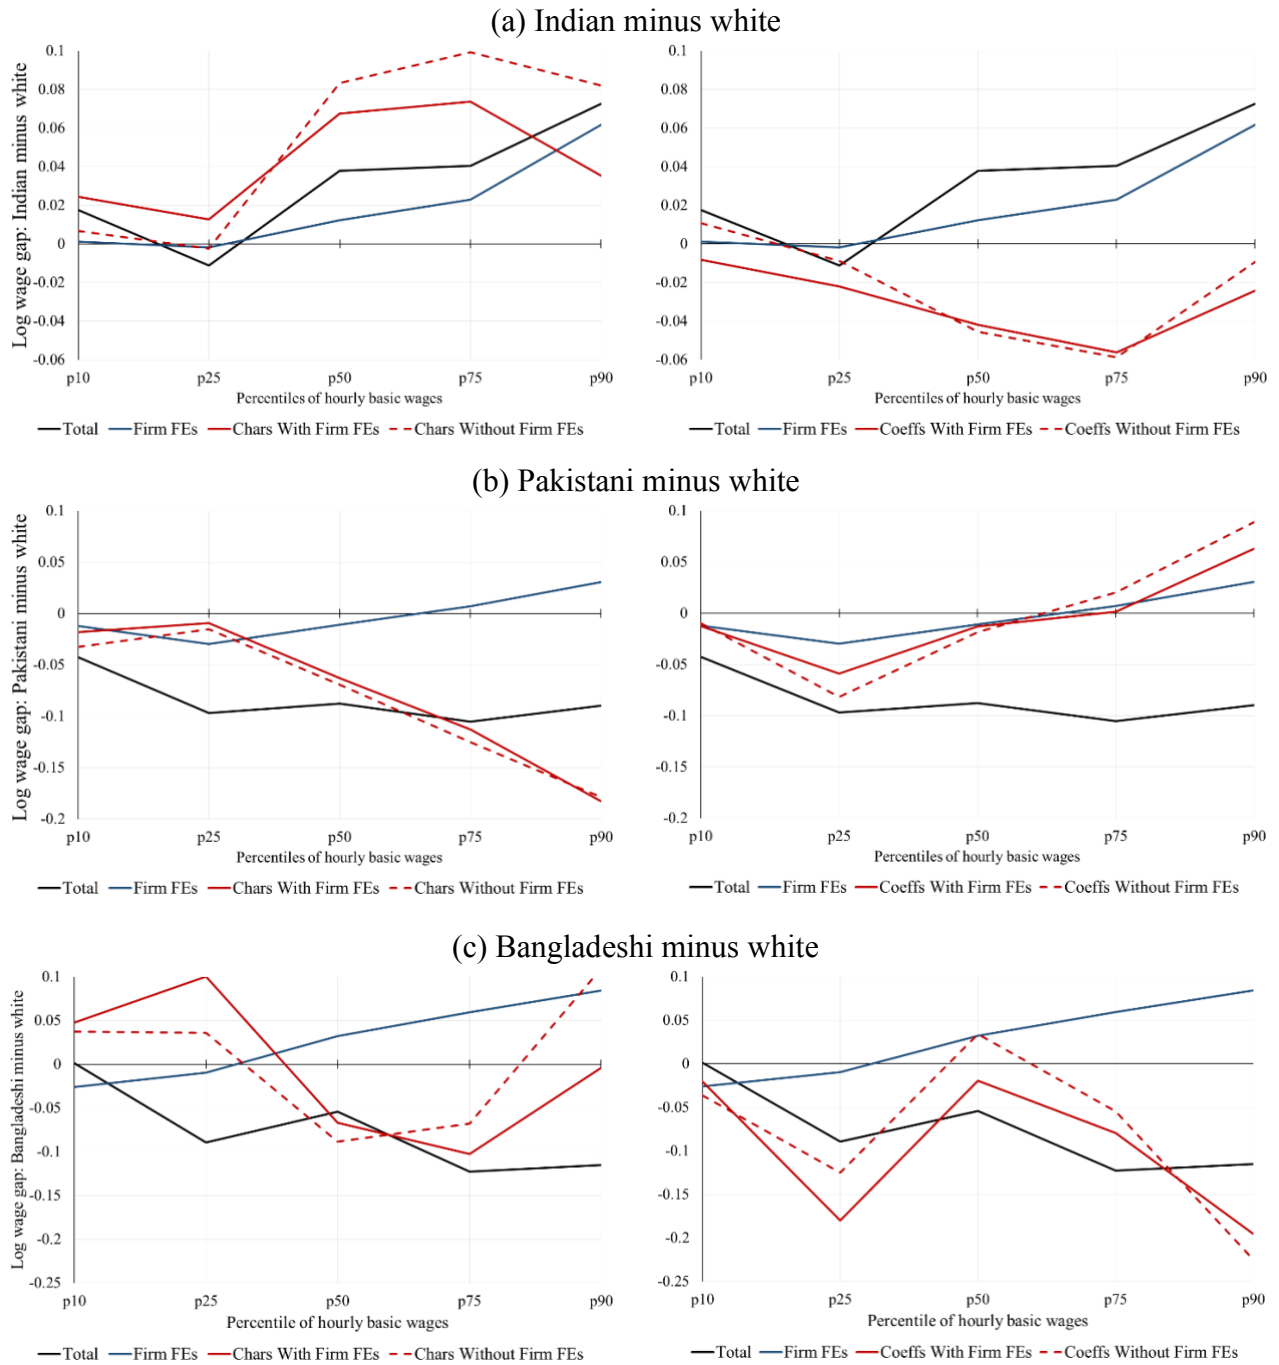 (a) Indian minus white
Log wage gap: Indian minus white
0.1
0.08
0.06
0.04
0.02
0
-0.02
-0.04
-0.06
p10 p25 p50 p75 p90
Percentiles of hourly basic wages
Total Firm FEs Chars With Firm FEs Chars Without Firm FEs
0.1
0.08
0.06
0.04
0.02
0
-0.02
-0.04
-0.06
p10 p25 p50 p75 p90
Percentiles of hourly basic wages
Total Firm FEs Coeffs With Firm FEs Coeffs Without Firm FEs
(b) Pakistani minus white
Log wage gap: Pakistani minus white
0.1
0.05
0
-0.05
-0.1
-0.15
-0.2
p10 p25 p50 p75 p90
Percentiles of hourly basic wages
Total Firm FEs Chars With Firm FEs Chars Without Firm FEs
0.1
0.05
0
-0.05
-0.1
-0.15
-0.2
p10 p25 p50 p75 p90
Percentiles of hourly basic wages
Total Firm FEs Coeffs With Firm FEs Coeffs Without Firm FEs
(c) Bangladeshi minus white
Log wage gap: Bangladeshi minus white
0.1
0.05
0
-0.05
-0.1
-0.15
-0.2
-0.25
p10 p25 p50 p75 p90
Percentile of hourly basic wages
Total Firm FEs Chars With Firm FEs Chars Without Firm FEs
0.1
0.05
0
-0.05
-0.1
-0.15
-0.2
-0.25
p10 p25 p50 p75 p90
Percentiles of hourly basic wages
Total Firm FEs Coeffs With Firm FEs Coeffs Without Firm FEs